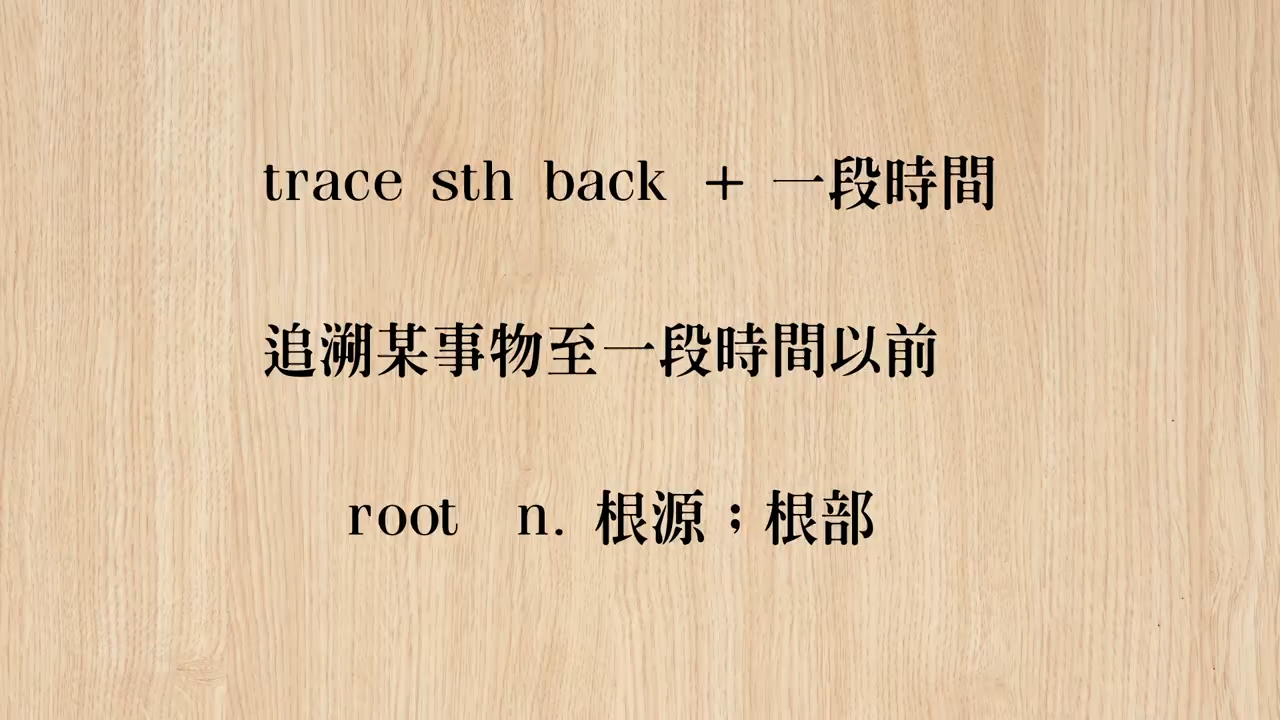 trace sth back + 一段時間
追溯某事物至一段時間以前
root n. 根源；根部